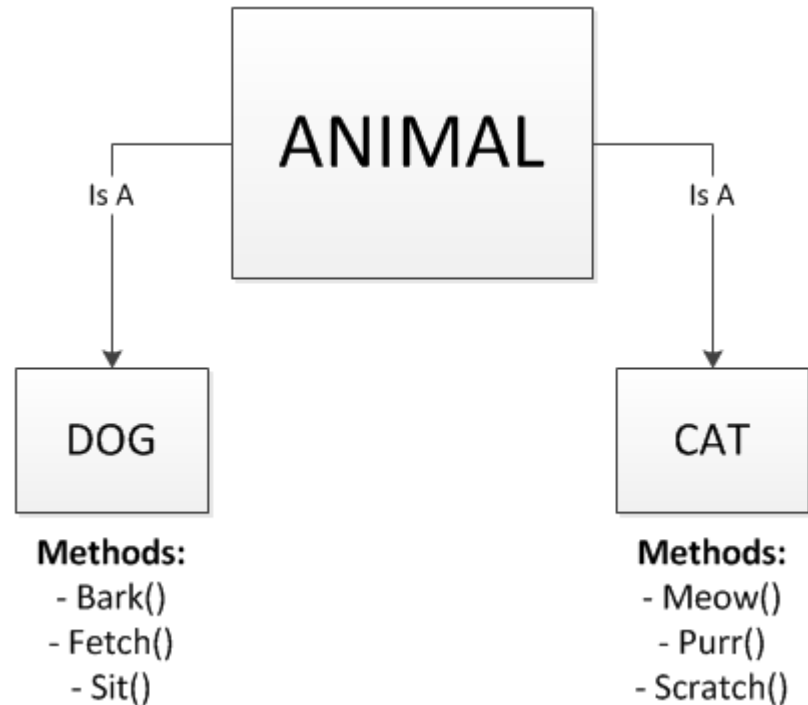 ANIMAL
Is A
Is A
DOG
Methods:
- Bark()
- Fetch()
- Sit()
CAT
Methods:
- Meow()
- Purr()
- Scratch()